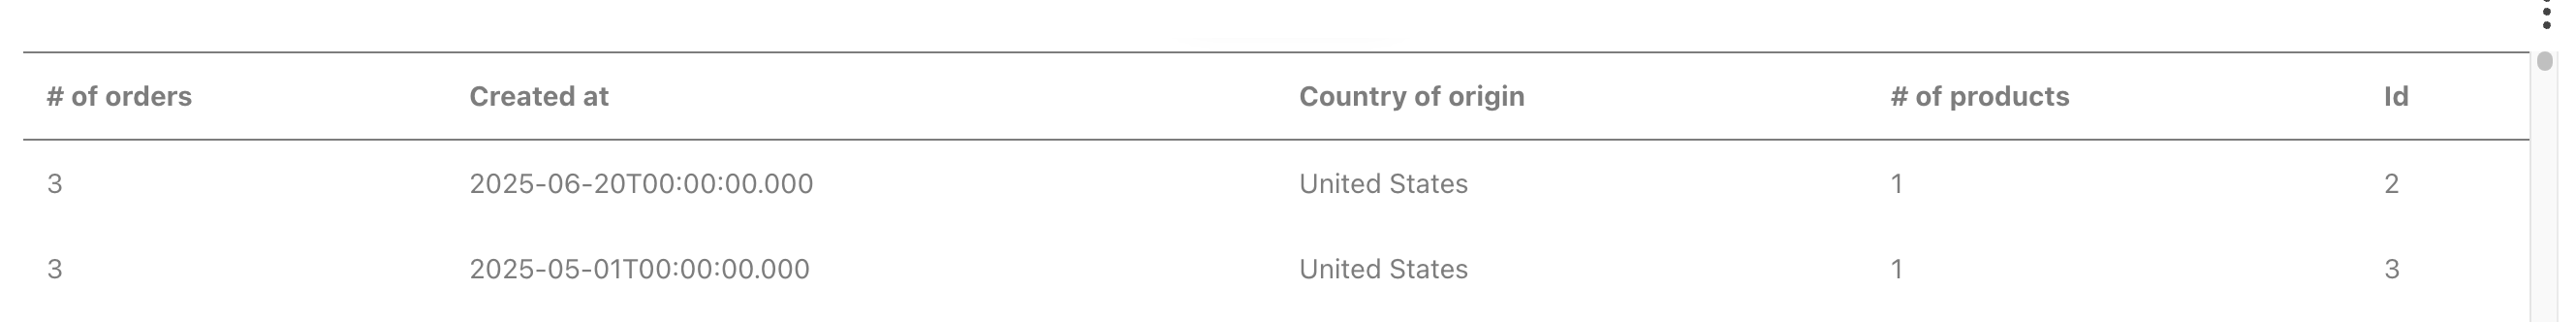 # of orders Created at Country of origin # of products Id
3 2025-06-20T00:00:00.000 United States 1 2
3 2025-05-01T00:00:00.000 United States 1 3